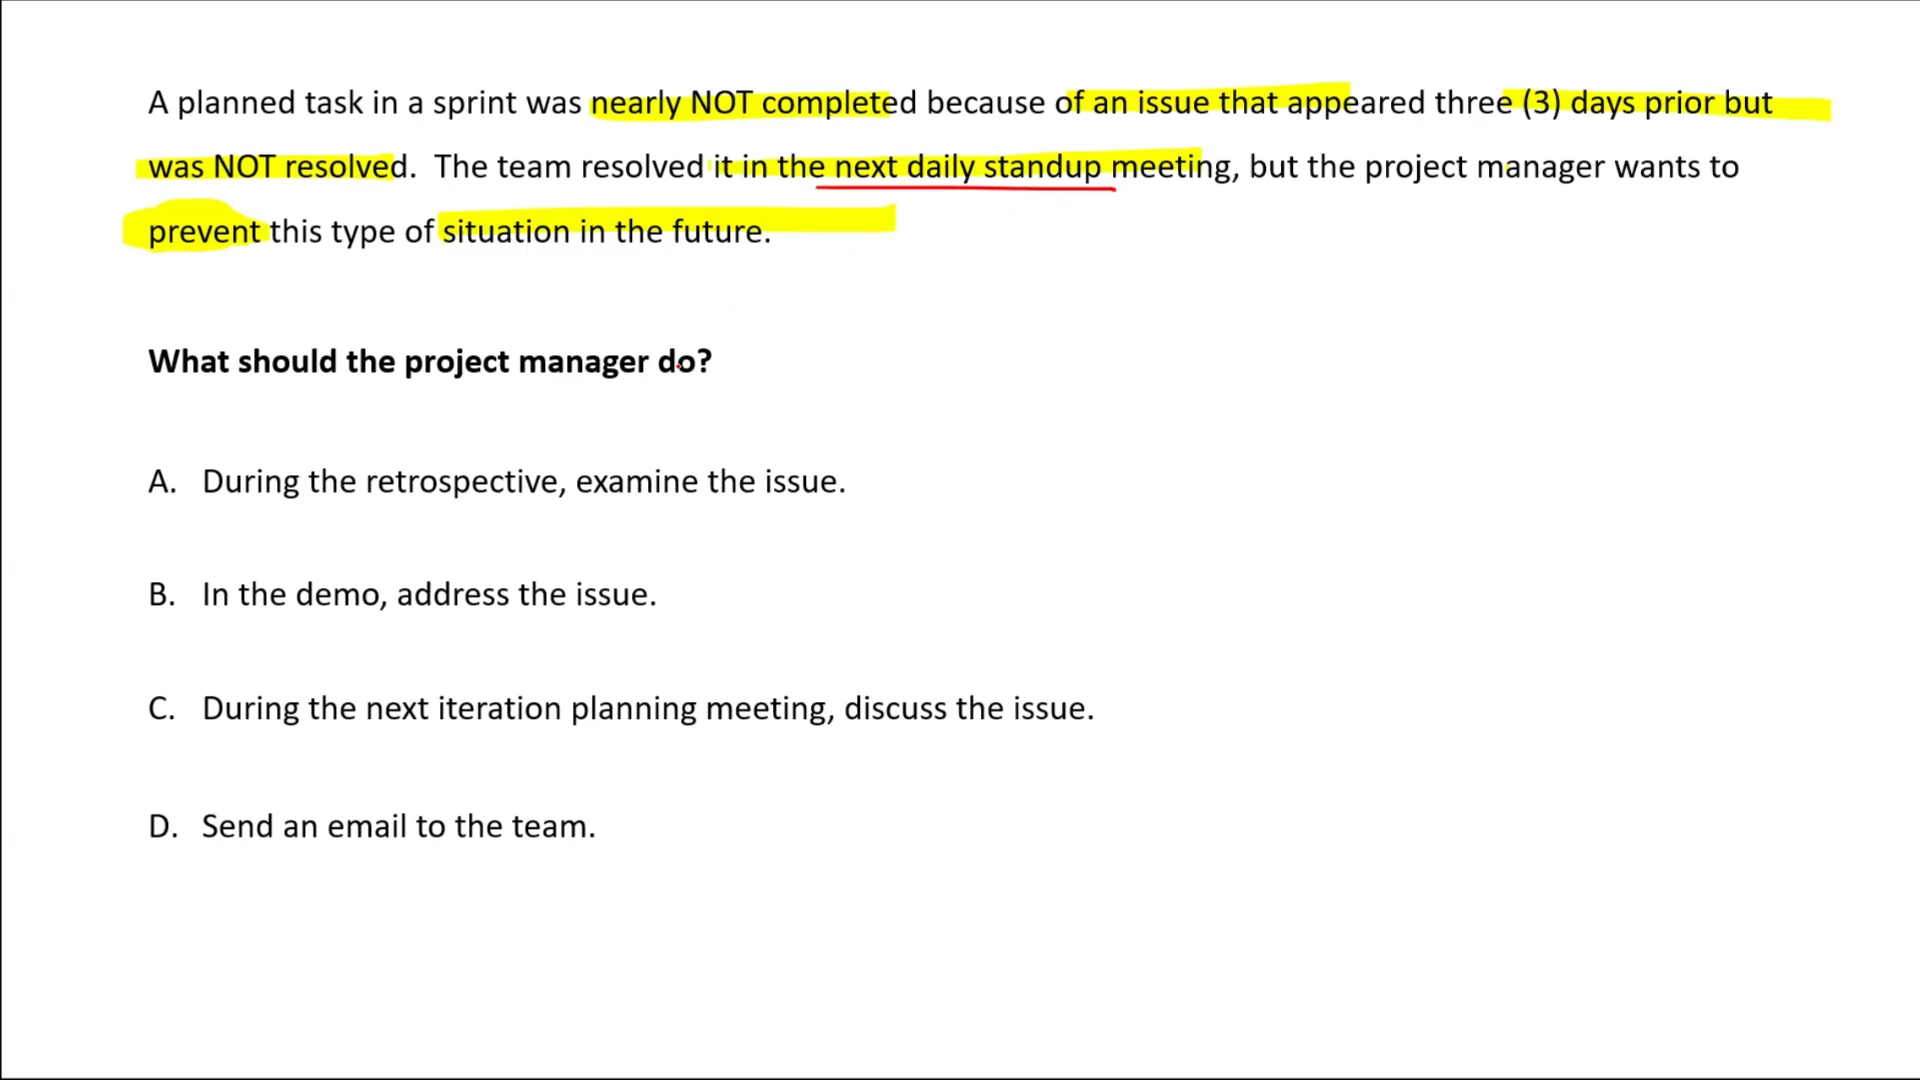 A planned task in a sprint was nearly NOT completed because of an issue that appeared three (3) days prior but
was NOT resolved. The team resolved it in the next daily standup meeting, but the project manager wants to
prevent this type of situation in the future.
What should the project manager do?
A. During the retrospective, examine the issue.
B. In the demo, address the issue.
C. During the next iteration planning meeting, discuss the issue.
D. Send an email to the team.